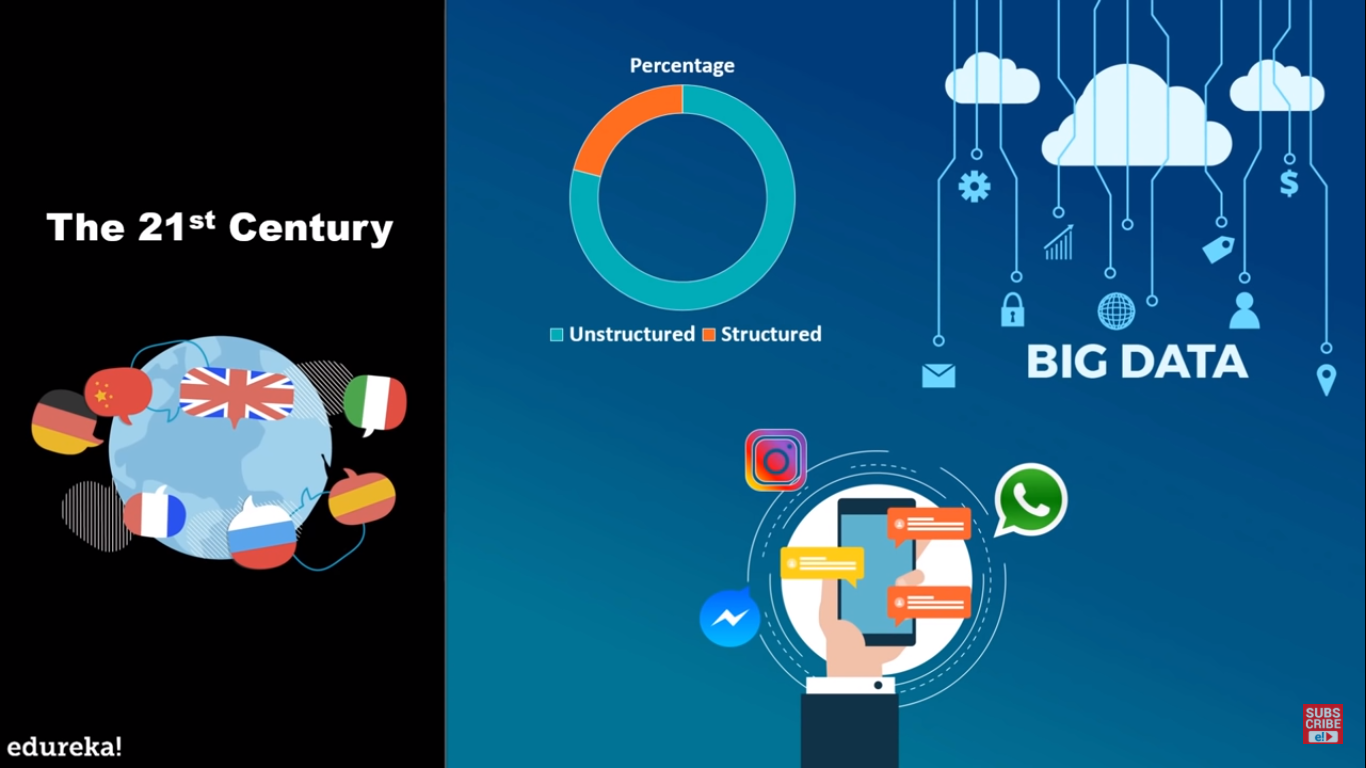 The 21st Century
edureka!
Percentage
Unstructured Structured
BIG DATA
$
SUBS
CRIBE
e!